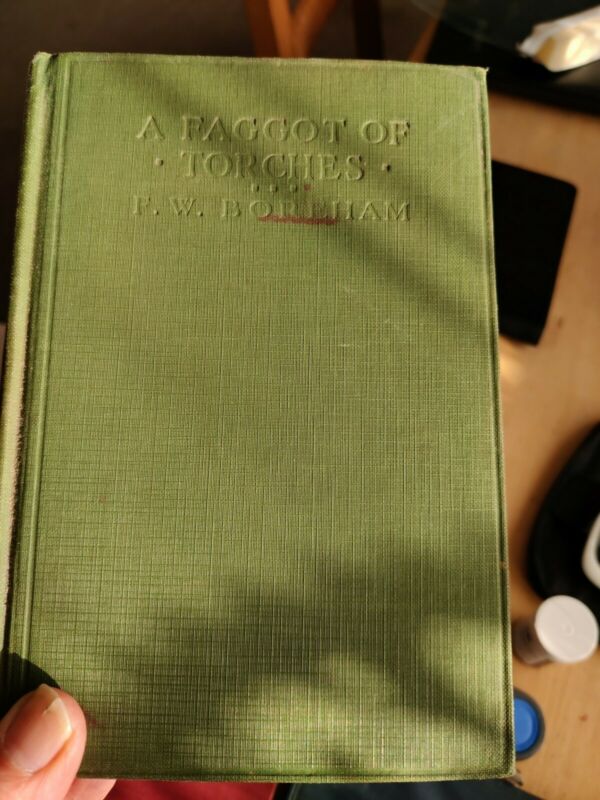 A FAGGOT OF
· TORCHES ·
....
F. W. BOREHAM